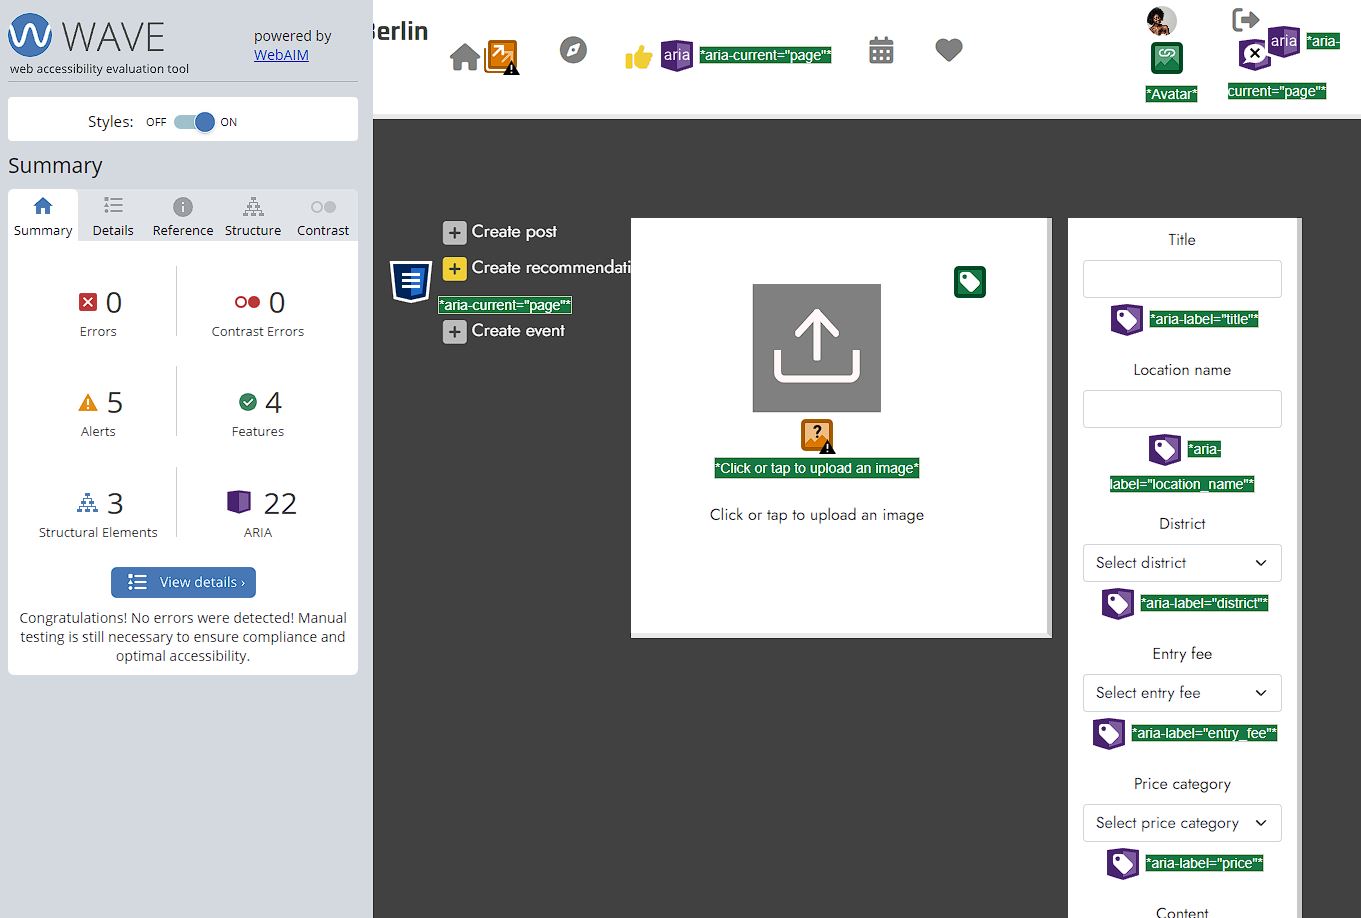 WAVE
powered by
WebAIM
web accessibility evaluation tool
Styles: OFF ON
Summary
Summary Details Reference Structure Contrast
0
Errors
0
Contrast Errors
5
Alerts
4
Features
3
Structural Elements
22
ARIA
View details ›
Congratulations! No errors were detected! Manual
testing is still necessary to ensure compliance and
optimal accessibility.
Berlin
aria *aria-current="page"*
*Avatar*
aria *aria-
current="page"*
Create post
Create recommendati
*aria-current="page"*
Create event
*Click or tap to upload an image*
Click or tap to upload an image
Title
*aria-label="title"*
Location name
*aria-
label="location_name"*
District
Select district
*aria-label="district"*
Entry fee
Select entry fee
*aria-label="entry_fee"*
Price category
Select price category
*aria-label="price"*
Content